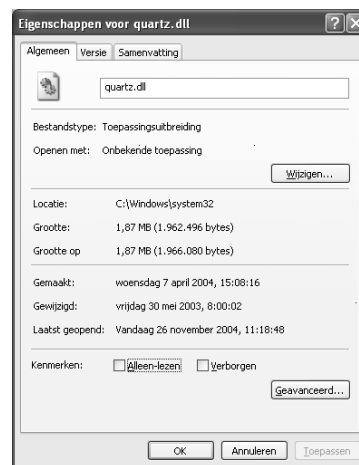 Eigenschappen voor quartz.dll
Algemeen Versie Samenvatting
quartz.dll
Bestandstype: Toepassingsuitbreiding
Openen met: Onbekende toepassing
Wijzigen...
Locatie: C:\Windows\system32
Grootte: 1,87 MB (1.962.496 bytes)
Grootte op 1,87 MB (1.966.080 bytes)
Gemaakt: woensdag 7 april 2004, 15:08:16
Gewijzigd: vrijdag 30 mei 2003, 8:00:02
Laatst geopend: Vandaag 26 november 2004, 11:18:48
Kenmerken: Alleen-lezen Verborgen
Geavanceerd...
OK Annuleren Toepassen